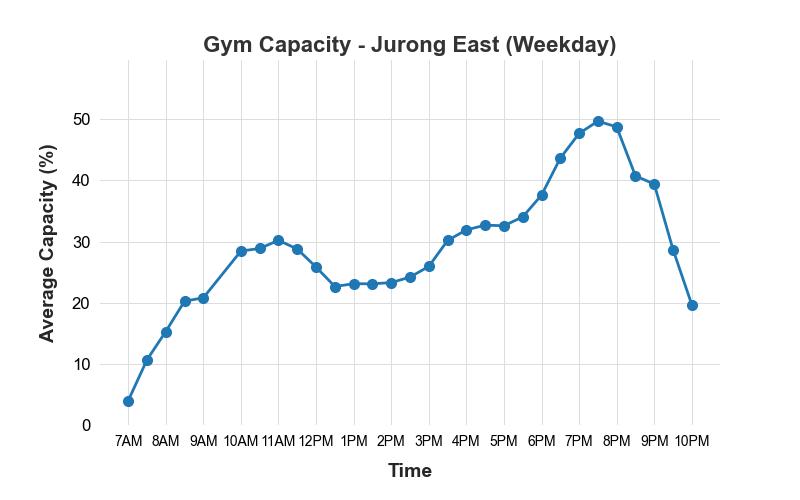 Gym Capacity - Jurong East (Weekday)
Average Capacity (%)
50
40
30
20
10
0
7AM 8AM 9AM 10AM 11AM 12PM 1PM 2PM 3PM 4PM 5PM 6PM 7PM 8PM 9PM 10PM
Time